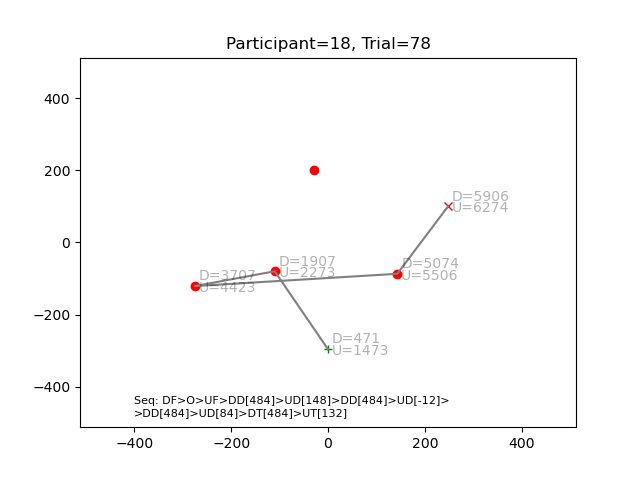 Participant=18, Trial=78
400
200
0
−200
−400
−400
−200
0
200
400
D=5906
U=6274
D=1907
U=2273
D=5074
U=5506
D=3707
U=4423
D=471
U=1473
Seq: DF>O>UF>DD[484]>UD[148]>DD[484]>UD[-12]>
>DD[484]>UD[84]>DT[484]>UT[132]